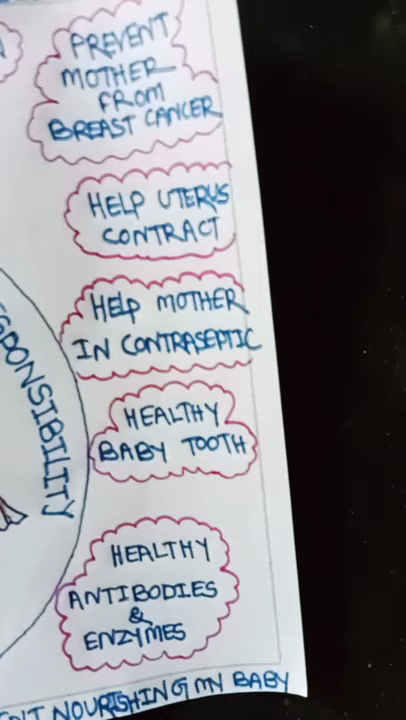 PREVENT
MOTHER
FROM
BREAST CANCER
HELP UTERUS
CONTRACT
HELP MOTHER
IN CONTRASEPTIC
HEALTHY
BABY TOOTH
HEALTHY
ANTIBODIES
&
ENZYMES
NOURISHING MY BABY